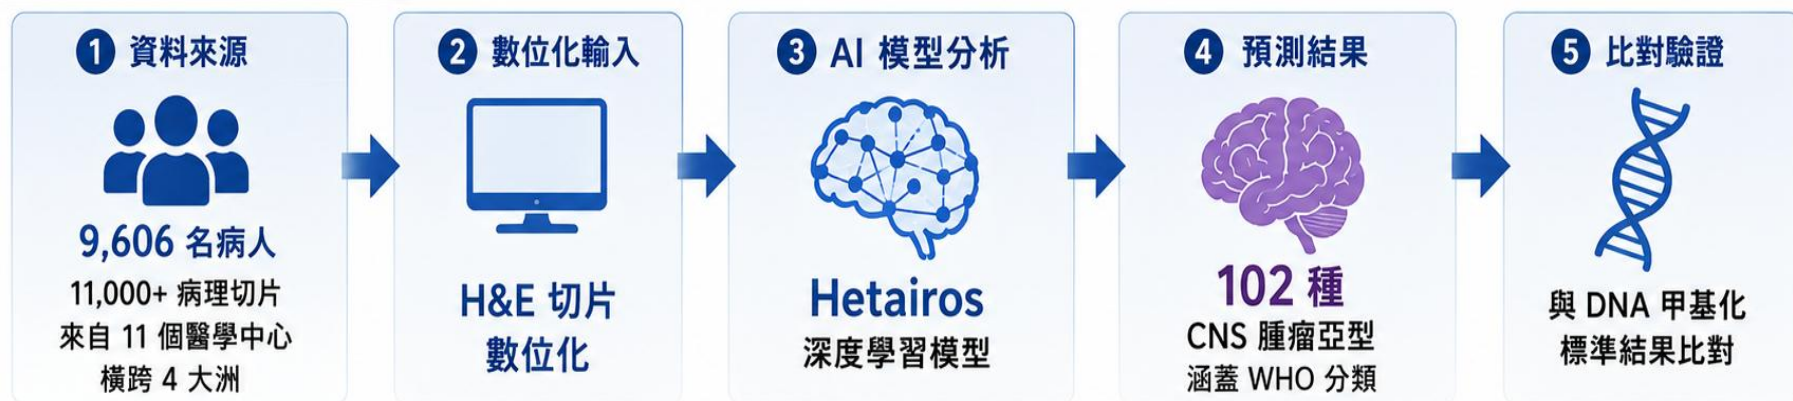 1 資料來源
9,606 名病人
11,000+ 病理切片
來自 11 個醫學中心
橫跨 4 大洲
2 數位化輸入
H&E 切片
數位化
3 AI 模型分析
Hetairos
深度學習模型
4 預測結果
102 種
CNS 腫瘤亞型
涵蓋 WHO 分類
5 比對驗證
與 DNA 甲基化
標準結果比對